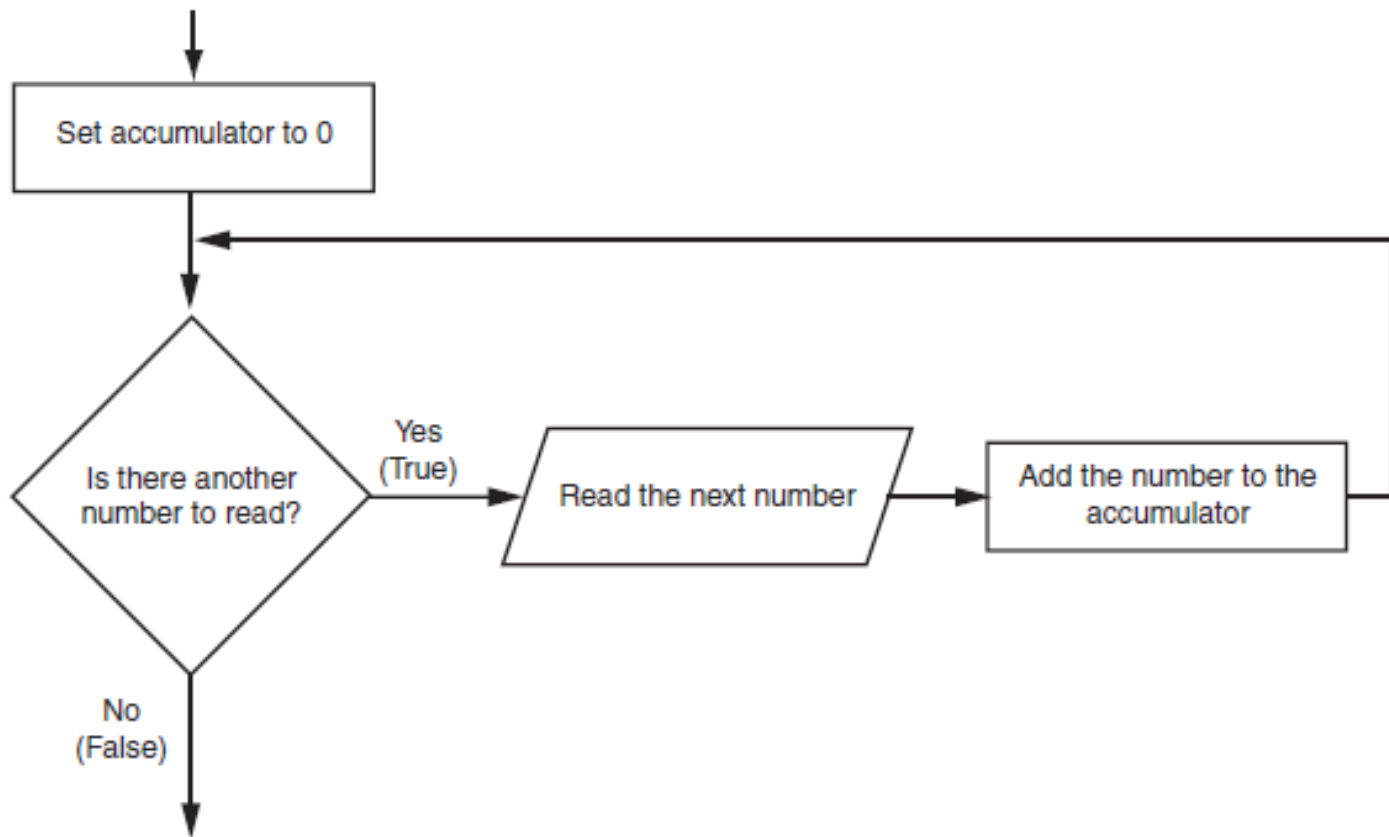 Set accumulator to 0
Yes
(True)
Is there another
number to read?
Read the next number
Add the number to the
accumulator
No
(False)